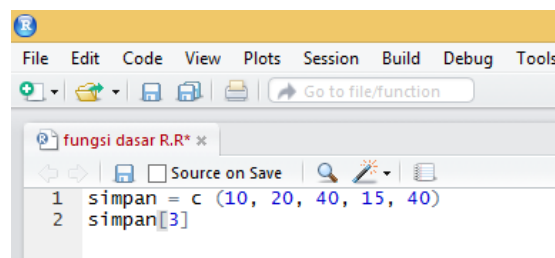 R
File Edit Code View Plots Session Build Debug Tools
Go to file/function
R fungsi dasar R.R* ×
Source on Save
1 simpan = c (10, 20, 40, 15, 40)
2 simpan[3]